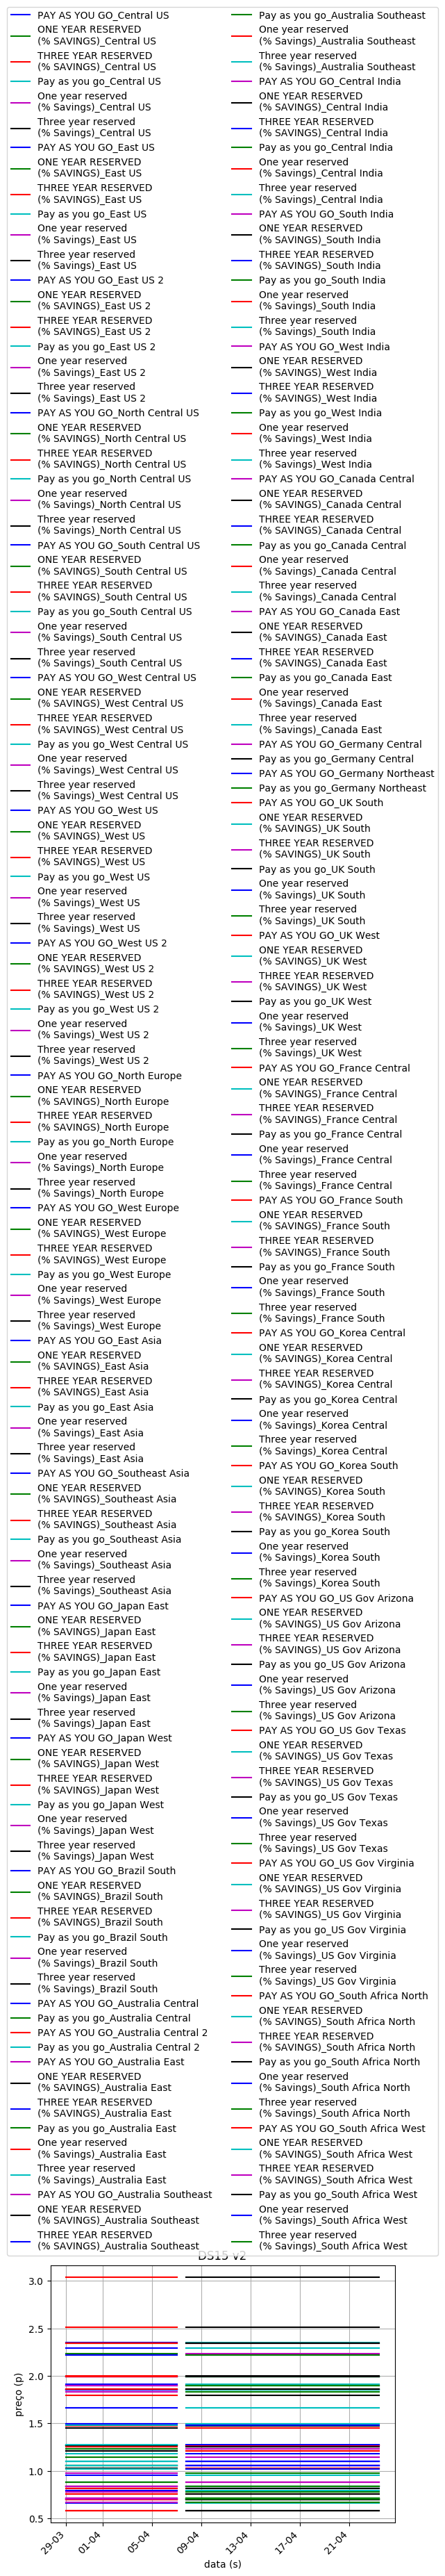 PAY AS YOU GO_Central US
ONE YEAR RESERVED
(% SAVINGS)_Central US
THREE YEAR RESERVED
(% SAVINGS)_Central US
Pay as you go_Central US
One year reserved
(% Savings)_Central US
Three year reserved
(% Savings)_Central US
PAY AS YOU GO_East US
ONE YEAR RESERVED
(% SAVINGS)_East US
THREE YEAR RESERVED
(% SAVINGS)_East US
Pay as you go_East US
One year reserved
(% Savings)_East US
Three year reserved
(% Savings)_East US
PAY AS YOU GO_East US 2
ONE YEAR RESERVED
(% SAVINGS)_East US 2
THREE YEAR RESERVED
(% SAVINGS)_East US 2
Pay as you go_East US 2
One year reserved
(% Savings)_East US 2
Three year reserved
(% Savings)_East US 2
PAY AS YOU GO_North Central US
ONE YEAR RESERVED
(% SAVINGS)_North Central US
THREE YEAR RESERVED
(% SAVINGS)_North Central US
Pay as you go_North Central US
One year reserved
(% Savings)_North Central US
Three year reserved
(% Savings)_North Central US
PAY AS YOU GO_South Central US
ONE YEAR RESERVED
(% SAVINGS)_South Central US
THREE YEAR RESERVED
(% SAVINGS)_South Central US
Pay as you go_South Central US
One year reserved
(% Savings)_South Central US
Three year reserved
(% Savings)_South Central US
PAY AS YOU GO_West Central US
ONE YEAR RESERVED
(% SAVINGS)_West Central US
THREE YEAR RESERVED
(% SAVINGS)_West Central US
Pay as you go_West Central US
One year reserved
(% Savings)_West Central US
Three year reserved
(% Savings)_West Central US
PAY AS YOU GO_West US
ONE YEAR RESERVED
(% SAVINGS)_West US
THREE YEAR RESERVED
(% SAVINGS)_West US
Pay as you go_West US
One year reserved
(% Savings)_West US
Three year reserved
(% Savings)_West US
PAY AS YOU GO_West US 2
ONE YEAR RESERVED
(% SAVINGS)_West US 2
THREE YEAR RESERVED
(% SAVINGS)_West US 2
Pay as you go_West US 2
One year reserved
(% Savings)_West US 2
Three year reserved
(% Savings)_West US 2
PAY AS YOU GO_North Europe
ONE YEAR RESERVED
(% SAVINGS)_North Europe
THREE YEAR RESERVED
(% SAVINGS)_North Europe
Pay as you go_North Europe
One year reserved
(% Savings)_North Europe
Three year reserved
(% Savings)_North Europe
PAY AS YOU GO_West Europe
ONE YEAR RESERVED
(% SAVINGS)_West Europe
THREE YEAR RESERVED
(% SAVINGS)_West Europe
Pay as you go_West Europe
One year reserved
(% Savings)_West Europe
Three year reserved
(% Savings)_West Europe
PAY AS YOU GO_East Asia
ONE YEAR RESERVED
(% SAVINGS)_East Asia
THREE YEAR RESERVED
(% SAVINGS)_East Asia
Pay as you go_East Asia
One year reserved
(% Savings)_East Asia
Three year reserved
(% Savings)_East Asia
PAY AS YOU GO_Southeast Asia
ONE YEAR RESERVED
(% SAVINGS)_Southeast Asia
THREE YEAR RESERVED
(% SAVINGS)_Southeast Asia
Pay as you go_Southeast Asia
One year reserved
(% Savings)_Southeast Asia
Three year reserved
(% Savings)_Southeast Asia
PAY AS YOU GO_Japan East
ONE YEAR RESERVED
(% SAVINGS)_Japan East
THREE YEAR RESERVED
(% SAVINGS)_Japan East
Pay as you go_Japan East
One year reserved
(% Savings)_Japan East
Three year reserved
(% Savings)_Japan East
PAY AS YOU GO_Japan West
ONE YEAR RESERVED
(% SAVINGS)_Japan West
THREE YEAR RESERVED
(% SAVINGS)_Japan West
Pay as you go_Japan West
One year reserved
(% Savings)_Japan West
Three year reserved
(% Savings)_Japan West
PAY AS YOU GO_Brazil South
ONE YEAR RESERVED
(% SAVINGS)_Brazil South
THREE YEAR RESERVED
(% SAVINGS)_Brazil South
Pay as you go_Brazil South
One year reserved
(% Savings)_Brazil South
Three year reserved
(% Savings)_Brazil South
PAY AS YOU GO_Australia Central
Pay as you go_Australia Central
PAY AS YOU GO_Australia Central 2
Pay as you go_Australia Central 2
PAY AS YOU GO_Australia East
ONE YEAR RESERVED
(% SAVINGS)_Australia East
THREE YEAR RESERVED
(% SAVINGS)_Australia East
Pay as you go_Australia East
One year reserved
(% Savings)_Australia East
Three year reserved
(% Savings)_Australia East
PAY AS YOU GO_Australia Southeast
ONE YEAR RESERVED
(% SAVINGS)_Australia Southeast
THREE YEAR RESERVED
(% SAVINGS)_Australia Southeast
Pay as you go_Australia Southeast
One year reserved
(% Savings)_Australia Southeast
Three year reserved
(% Savings)_Australia Southeast
PAY AS YOU GO_Central India
ONE YEAR RESERVED
(% SAVINGS)_Central India
THREE YEAR RESERVED
(% SAVINGS)_Central India
Pay as you go_Central India
One year reserved
(% Savings)_Central India
Three year reserved
(% Savings)_Central India
PAY AS YOU GO_South India
ONE YEAR RESERVED
(% SAVINGS)_South India
THREE YEAR RESERVED
(% SAVINGS)_South India
Pay as you go_South India
One year reserved
(% Savings)_South India
Three year reserved
(% Savings)_South India
PAY AS YOU GO_West India
ONE YEAR RESERVED
(% SAVINGS)_West India
THREE YEAR RESERVED
(% SAVINGS)_West India
Pay as you go_West India
One year reserved
(% Savings)_West India
Three year reserved
(% Savings)_West India
PAY AS YOU GO_Canada Central
ONE YEAR RESERVED
(% SAVINGS)_Canada Central
THREE YEAR RESERVED
(% SAVINGS)_Canada Central
Pay as you go_Canada Central
One year reserved
(% Savings)_Canada Central
Three year reserved
(% Savings)_Canada Central
PAY AS YOU GO_Canada East
ONE YEAR RESERVED
(% SAVINGS)_Canada East
THREE YEAR RESERVED
(% SAVINGS)_Canada East
Pay as you go_Canada East
One year reserved
(% Savings)_Canada East
Three year reserved
(% Savings)_Canada East
PAY AS YOU GO_Germany Central
Pay as you go_Germany Central
PAY AS YOU GO_Germany Northeast
Pay as you go_Germany Northeast
PAY AS YOU GO_UK South
ONE YEAR RESERVED
(% SAVINGS)_UK South
THREE YEAR RESERVED
(% SAVINGS)_UK South
Pay as you go_UK South
One year reserved
(% Savings)_UK South
Three year reserved
(% Savings)_UK South
PAY AS YOU GO_UK West
ONE YEAR RESERVED
(% SAVINGS)_UK West
THREE YEAR RESERVED
(% SAVINGS)_UK West
Pay as you go_UK West
One year reserved
(% Savings)_UK West
Three year reserved
(% Savings)_UK West
PAY AS YOU GO_France Central
ONE YEAR RESERVED
(% SAVINGS)_France Central
THREE YEAR RESERVED
(% SAVINGS)_France Central
Pay as you go_France Central
One year reserved
(% Savings)_France Central
Three year reserved
(% Savings)_France Central
PAY AS YOU GO_France South
ONE YEAR RESERVED
(% SAVINGS)_France South
THREE YEAR RESERVED
(% SAVINGS)_France South
Pay as you go_France South
One year reserved
(% Savings)_France South
Three year reserved
(% Savings)_France South
PAY AS YOU GO_Korea Central
ONE YEAR RESERVED
(% SAVINGS)_Korea Central
THREE YEAR RESERVED
(% SAVINGS)_Korea Central
Pay as you go_Korea Central
One year reserved
(% Savings)_Korea Central
Three year reserved
(% Savings)_Korea Central
PAY AS YOU GO_Korea South
ONE YEAR RESERVED
(% SAVINGS)_Korea South
THREE YEAR RESERVED
(% SAVINGS)_Korea South
Pay as you go_Korea South
One year reserved
(% Savings)_Korea South
Three year reserved
(% Savings)_Korea South
PAY AS YOU GO_US Gov Arizona
ONE YEAR RESERVED
(% SAVINGS)_US Gov Arizona
THREE YEAR RESERVED
(% SAVINGS)_US Gov Arizona
Pay as you go_US Gov Arizona
One year reserved
(% Savings)_US Gov Arizona
Three year reserved
(% Savings)_US Gov Arizona
PAY AS YOU GO_US Gov Texas
ONE YEAR RESERVED
(% SAVINGS)_US Gov Texas
THREE YEAR RESERVED
(% SAVINGS)_US Gov Texas
Pay as you go_US Gov Texas
One year reserved
(% Savings)_US Gov Texas
Three year reserved
(% Savings)_US Gov Texas
PAY AS YOU GO_US Gov Virginia
ONE YEAR RESERVED
(% SAVINGS)_US Gov Virginia
THREE YEAR RESERVED
(% SAVINGS)_US Gov Virginia
Pay as you go_US Gov Virginia
One year reserved
(% Savings)_US Gov Virginia
Three year reserved
(% Savings)_US Gov Virginia
PAY AS YOU GO_South Africa North
ONE YEAR RESERVED
(% SAVINGS)_South Africa North
THREE YEAR RESERVED
(% SAVINGS)_South Africa North
Pay as you go_South Africa North
One year reserved
(% Savings)_South Africa North
Three year reserved
(% Savings)_South Africa North
PAY AS YOU GO_South Africa West
ONE YEAR RESERVED
(% SAVINGS)_South Africa West
THREE YEAR RESERVED
(% SAVINGS)_South Africa West
Pay as you go_South Africa West
One year reserved
(% Savings)_South Africa West
Three year reserved
(% Savings)_South Africa West
DS15 v2
3.0
2.5
2.0
1.5
1.0
0.5
preço (p)
29-03
01-04
05-04
09-04
13-04
17-04
21-04
data (s)